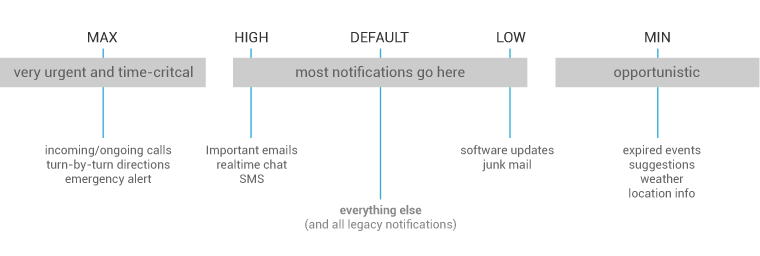 MAX
HIGH
DEFAULT
LOW
MIN
very urgent and time-critcal
most notifications go here
opportunistic
incoming/ongoing calls
turn-by-turn directions
emergency alert
Important emails
realtime chat
SMS
everything else
(and all legacy notifications)
software updates
junk mail
expired events
suggestions
weather
location info